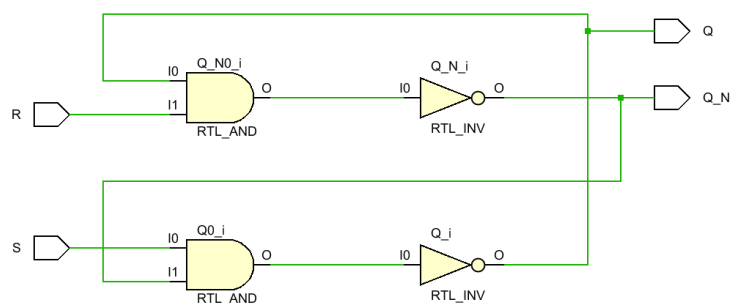 Q
Q_N0_i
Q_N_i
I0
O
I0
O
Q_N
R
I1
RTL_AND
RTL_INV
Q0_i
Q_i
S
I0
O
I0
O
I1
RTL_AND
RTL_INV